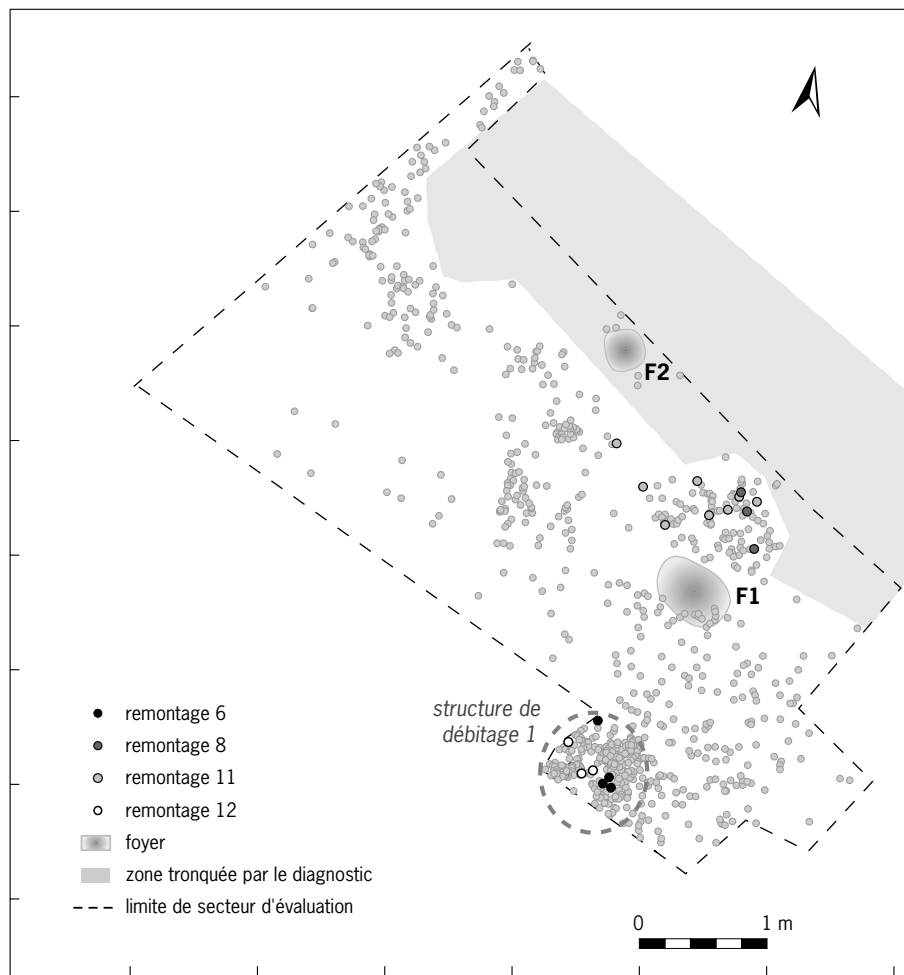 F2
F1
structure de
débitage 1
remontage 6
remontage 8
remontage 11
remontage 12
foyer
zone tronquée par le diagnostic
limite de secteur d'évaluation
0 1 m